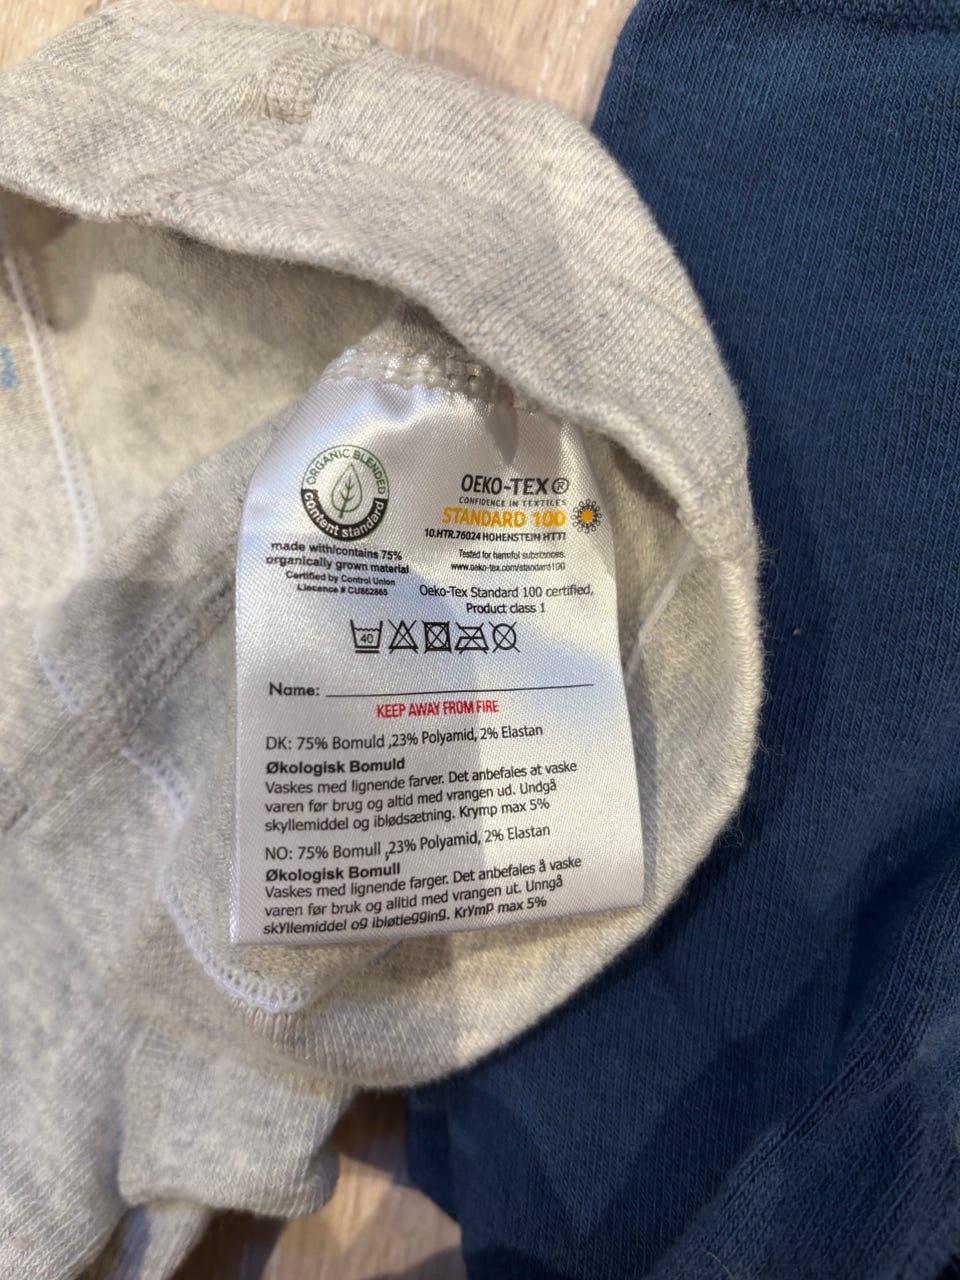 ORGANIC BLENDED
content standard
made with/contains 75%
organically grown material
Certified by Control Union
Liecence # CU852865
OEKO-TEX®
CONFIDENCE IN TEXTILES
STANDARD 100
10.HTR.76024 HOHENSTEIN HTTI
Tested for harmful substances.
www.oeko-tex.com/standard100
Oeko-Tex Standard 100 certified,
Product class 1
40
Name:
KEEP AWAY FROM FIRE
DK: 75% Bomuld ,23% Polyamid, 2% Elastan
Økologisk Bomuld
Vaskes med lignende farver. Det anbefales at vaske
varen før brug og altid med vrangen ud. Undgå
skyllemiddel og iblødsætning. Krymp max 5%
NO: 75% Bomull ,23% Polyamid, 2% Elastan
Økologisk Bomull
Vaskes med lignende farger. Det anbefales å vaske
varen før bruk og alltid med vrangen ut. Unngå
skyllemiddel og ibløtlegging. Krymp max 5%